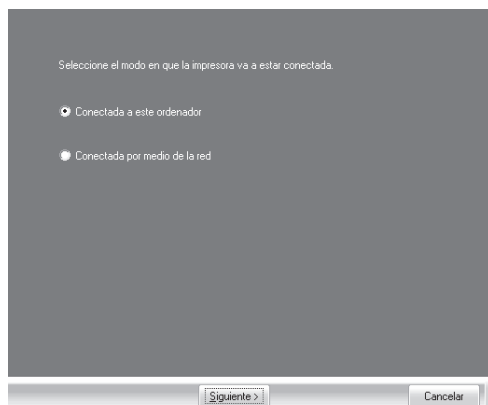 Seleccione el modo en que la impresora va a estar conectada.
Conectada a este ordenador
Conectada por medio de la red
Siguiente >
Cancelar